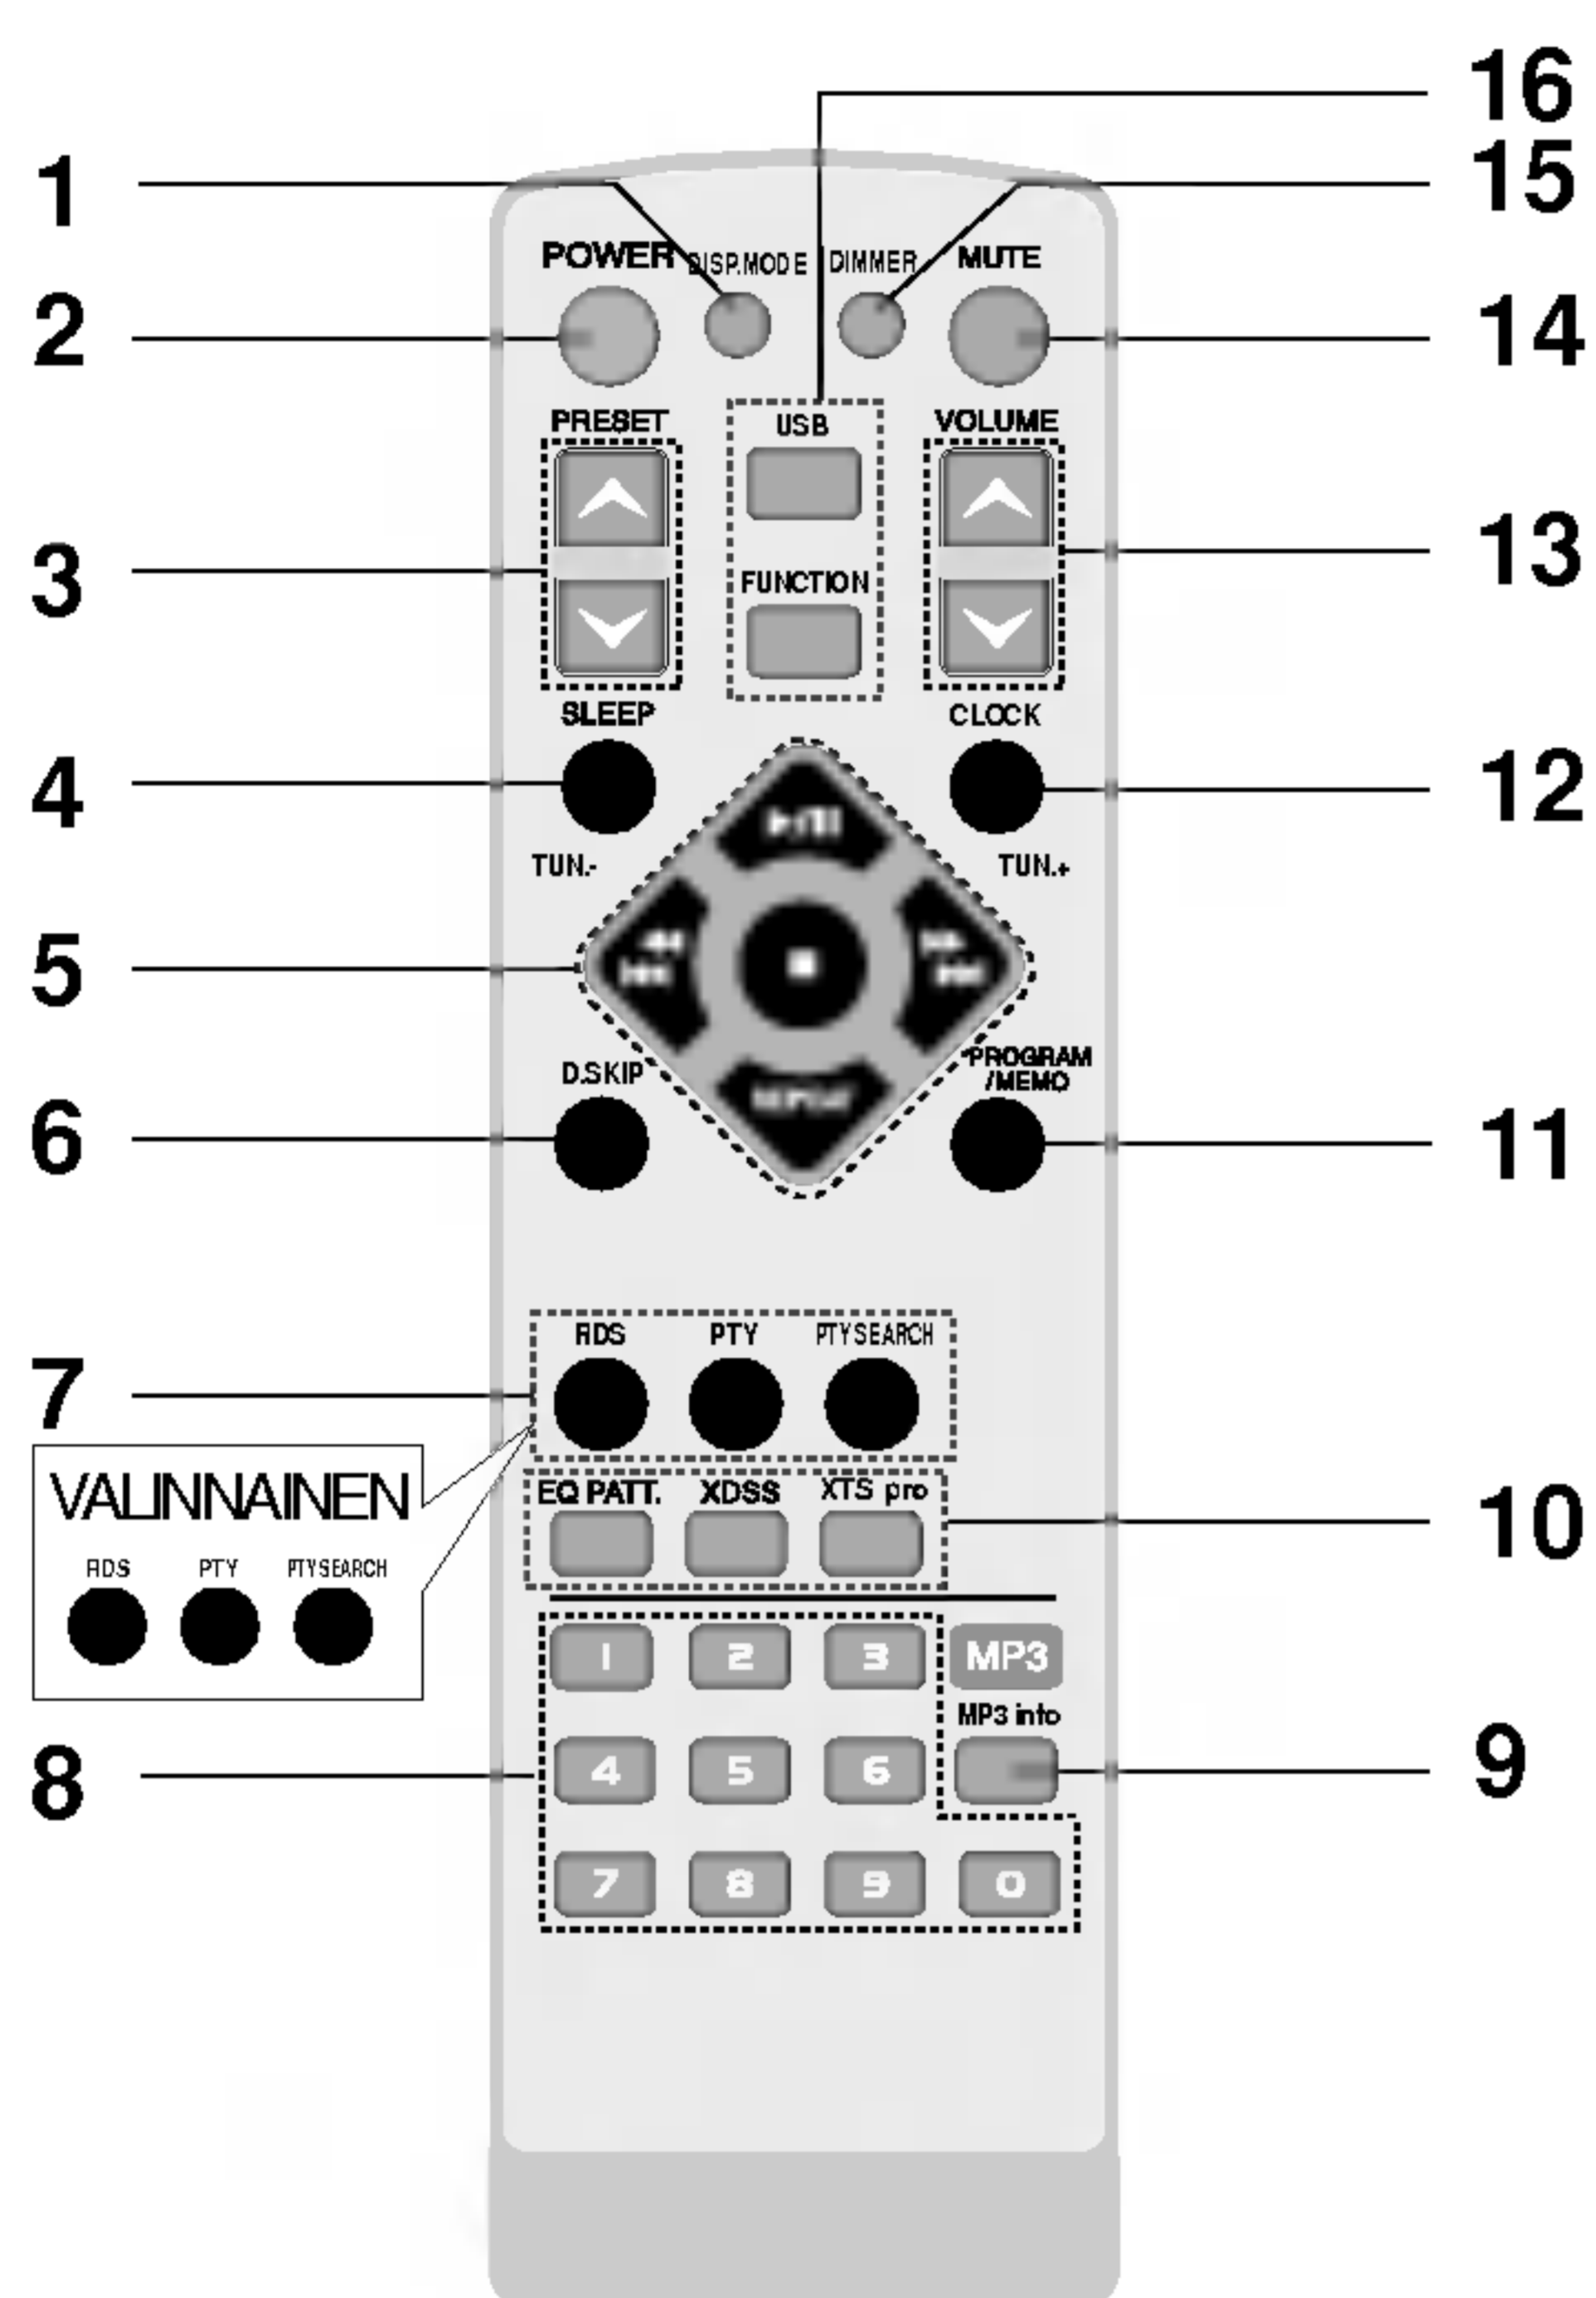 16
1
15
POWER DISP.MODE DIMMER MUTE
2
14
PRESET USB VOLUME
3
13
FUNCTION
SLEEP CLOCK
4
12
TUN.- TUN.+
5
D.SKIP PROGRAM
/MEMO
6
11
RDS PTY PTY SEARCH
7
VALINNAINEN
RDS PTY PTY SEARCH
EQ PATT. XDSS XTS pro
10
1 2 3 MP3
MP3 info
8
4 5 6
9
7 8 9 0